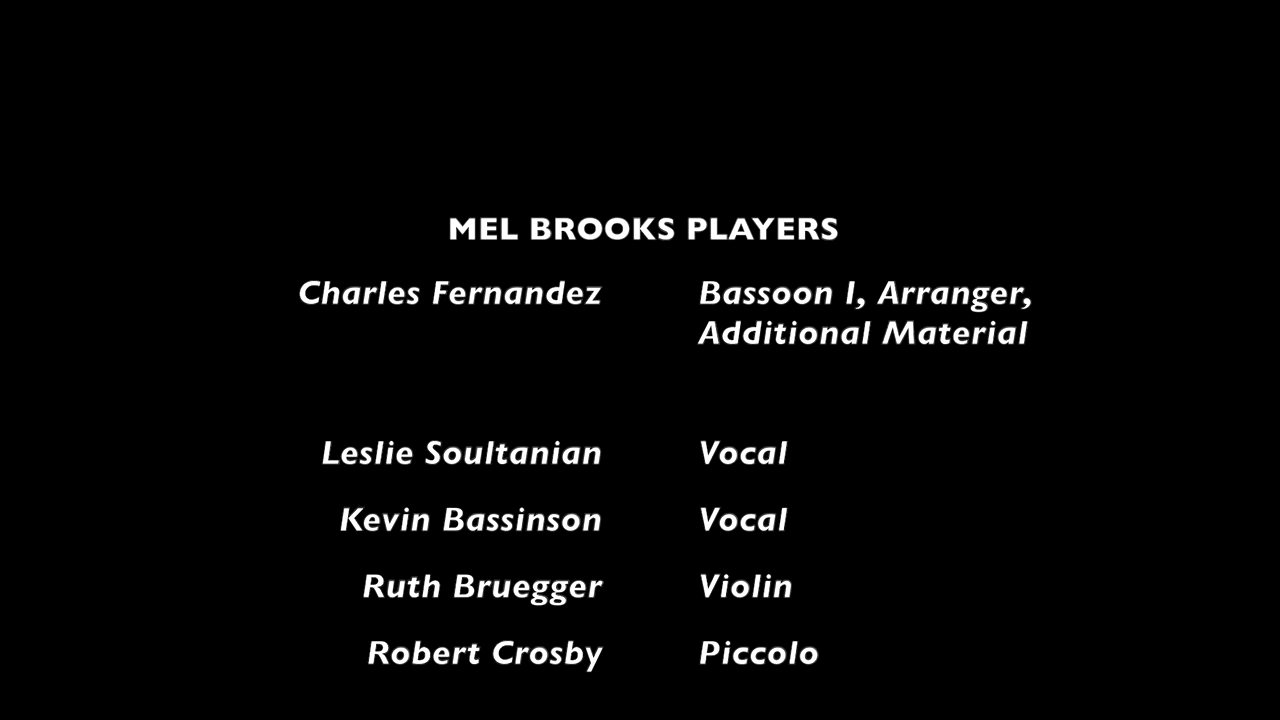 MEL BROOKS PLAYERS
Charles Fernandez Bassoon I, Arranger,
Additional Material
Leslie Soultanian Vocal
Kevin Bassinson Vocal
Ruth Bruegger Violin
Robert Crosby Piccolo